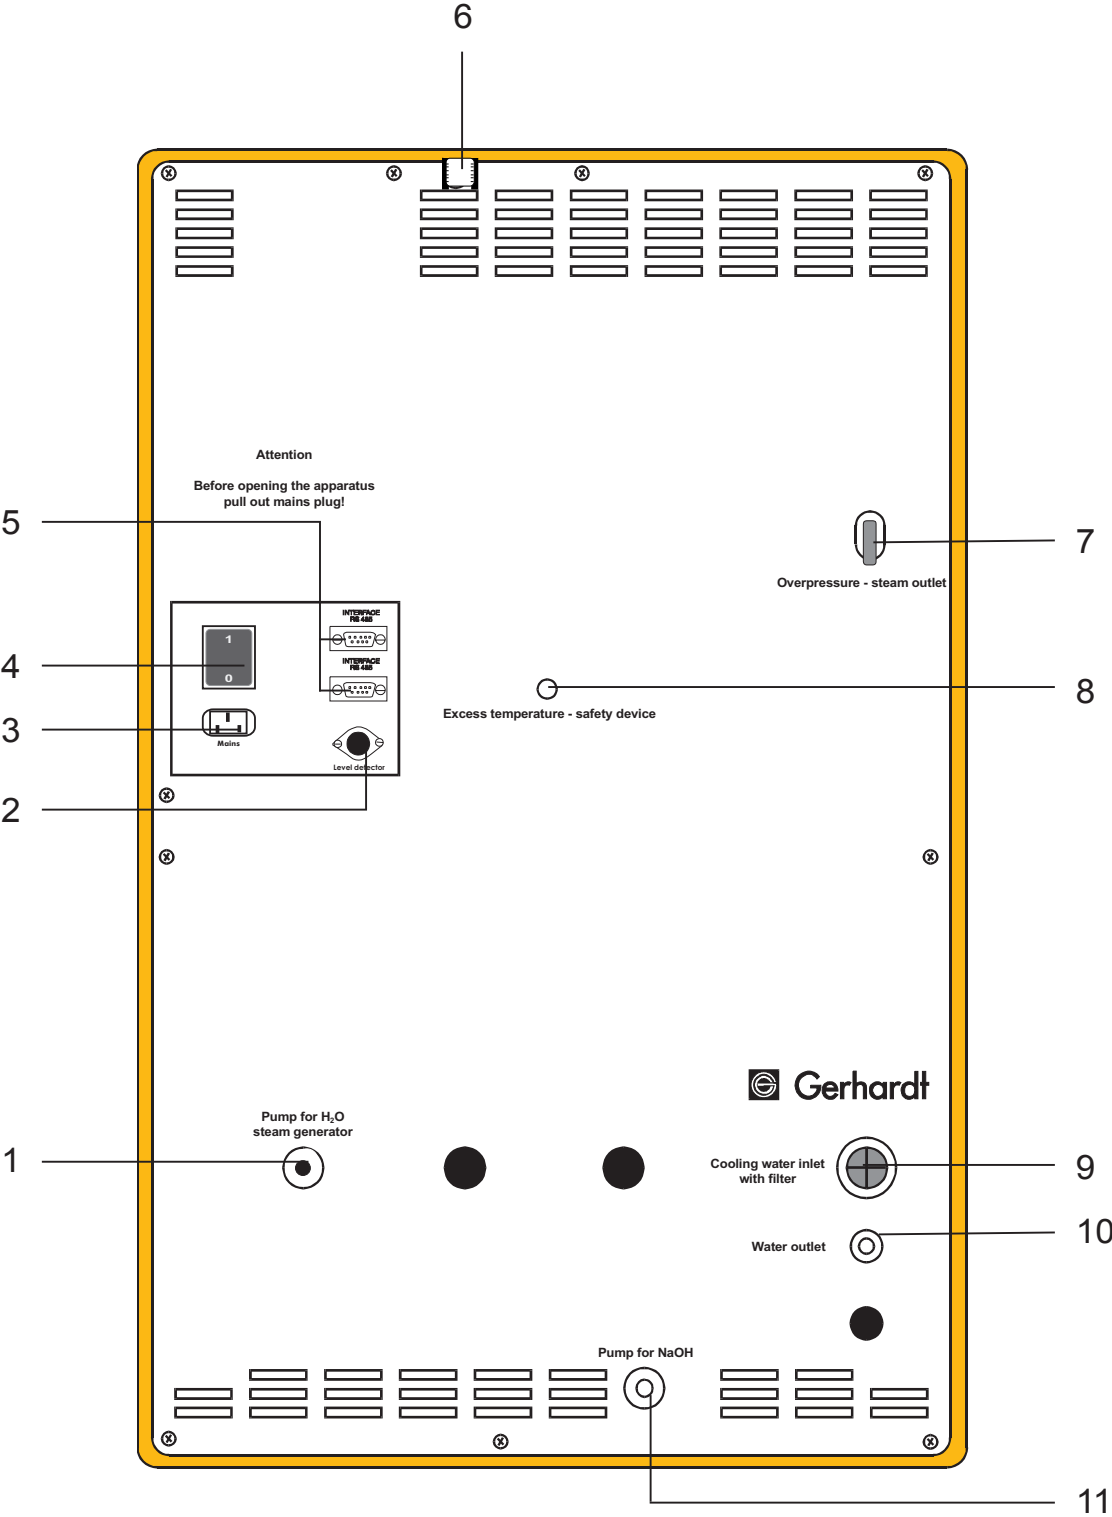 6
Attention
Before opening the apparatus
pull out mains plug!
5
7
Overpressure - steam outlet
INTERFACE
RS 485
1
4
INTERFACE
RS 485
0
8
Excess temperature - safety device
3
Mains
Level detector
2
Gerhardt
Pump for H₂O
steam generator
1
Cooling water inlet
with filter
9
10
Water outlet
Pump for NaOH
11